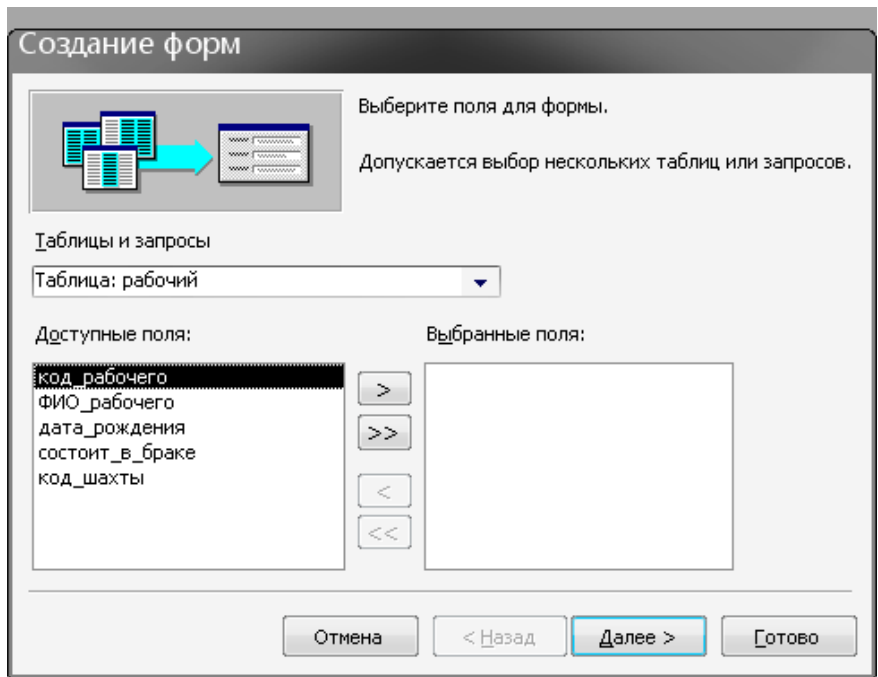 Создание форм
Выберите поля для формы.
Допускается выбор нескольких таблиц или запросов.
Таблицы и запросы
Таблица: рабочий
Доступные поля:
Выбранные поля:
код_рабочего
ФИО_рабочего
дата_рождения
состоит_в_браке
код_шахты
>
>>
<
<<
Отмена
< Назад
Далее >
Готово